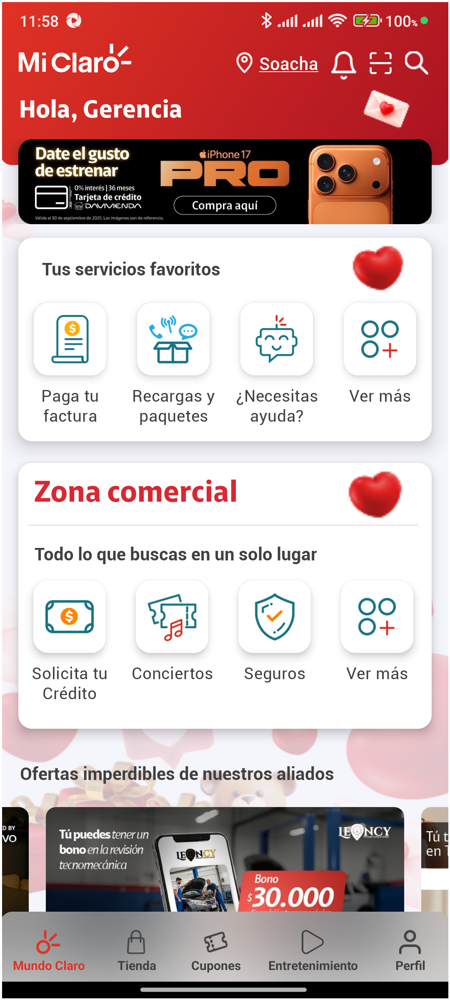 11:58
100%
Mi Claro
Soacha
Hola, Gerencia
Date el gusto
de estrenar
0% interés | 36 meses
Tarjeta de crédito
DAVIVIENDA
Válida al 30 de septiembre de 2025. Las imágenes son de referencia.
iPhone 17
PRO
Compra aquí
Tus servicios favoritos
Paga tu
factura
Recargas y
paquetes
¿Necesitas
ayuda?
Ver más
Zona comercial
Todo lo que buscas en un solo lugar
Solicita tu
Crédito
Conciertos
Seguros
Ver más
Ofertas imperdibles de nuestros aliados
D BY
VO
Tú puedes tener un
bono en la revisión
tecnomecánica
LEONCY
LEONCY
Bono
$30.000
Tú t
en T
Mundo Claro
Tienda
Cupones
Entretenimiento
Perfil